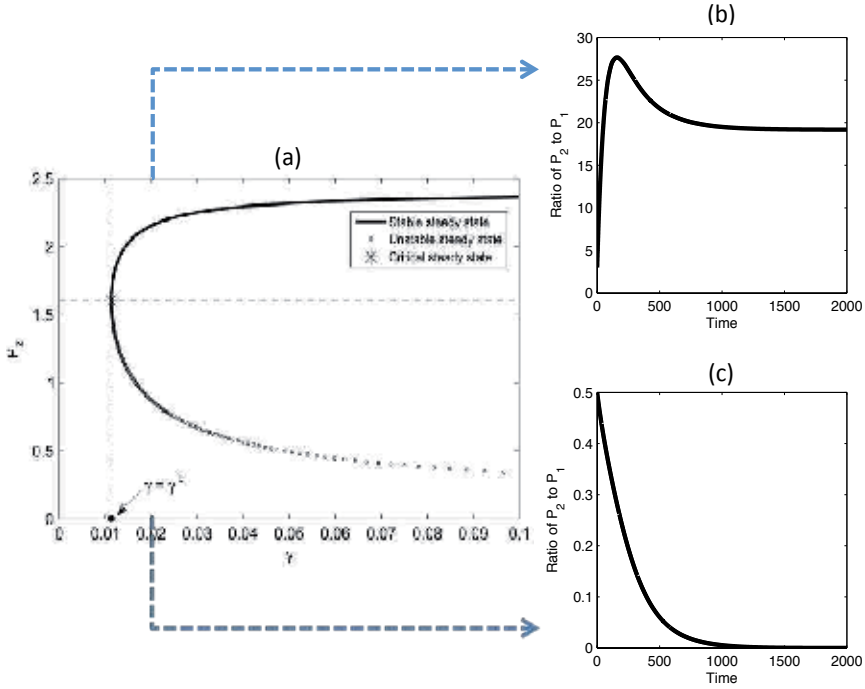 (b)
30
25
20
15
10
5
0
Ratio of P2 to P1
0 500 1000 1500 2000
Time
(a)
2.5
2
1.5
1
0.5
0
P2
Stable steady state
Unstable steady state
Critical steady state
γ=γ*
0 0.01 0.02 0.03 0.04 0.05 0.06 0.07 0.08 0.09 0.1
γ
(c)
0.5
0.4
0.3
0.2
0.1
0
Ratio of P2 to P1
0 500 1000 1500 2000
Time